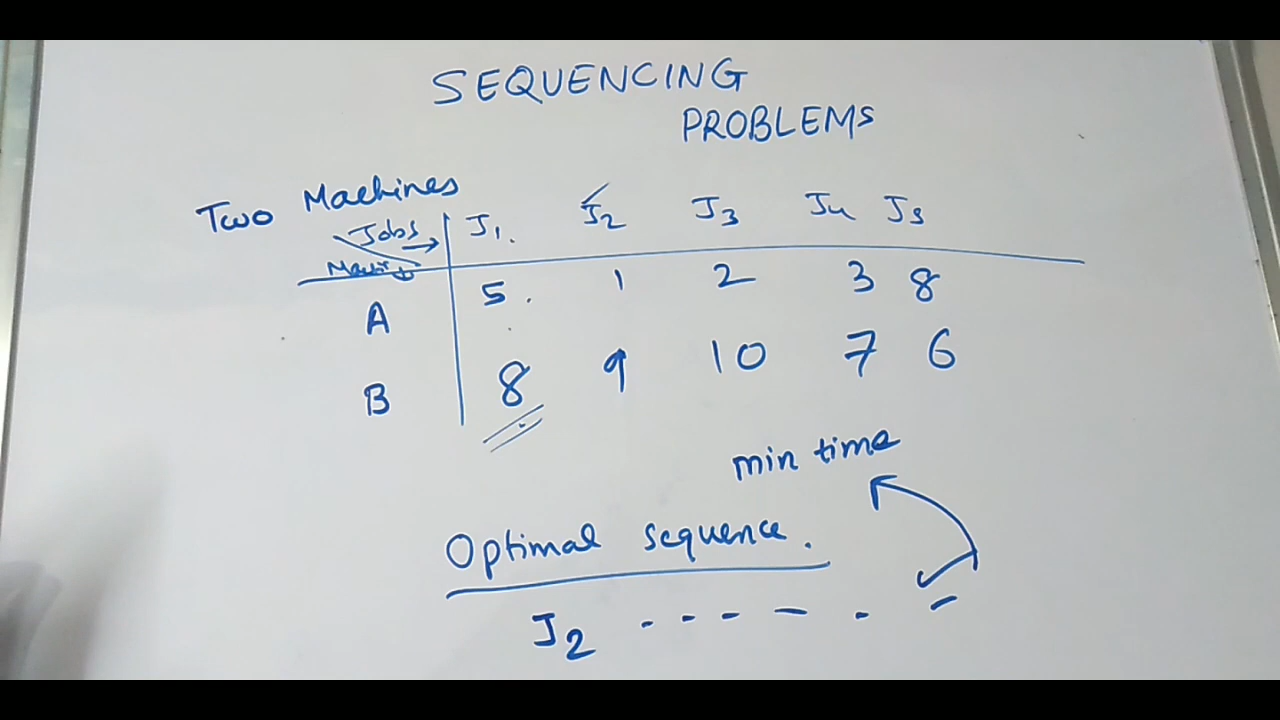 SEQUENCING
PROBLEMS
Two Machines
Jobs J1. J2 J3 J4 J5
A 5. 1 2 3 8
B 8 9 10 7 6
min time
Optimal sequence.
J2 - - - - . -